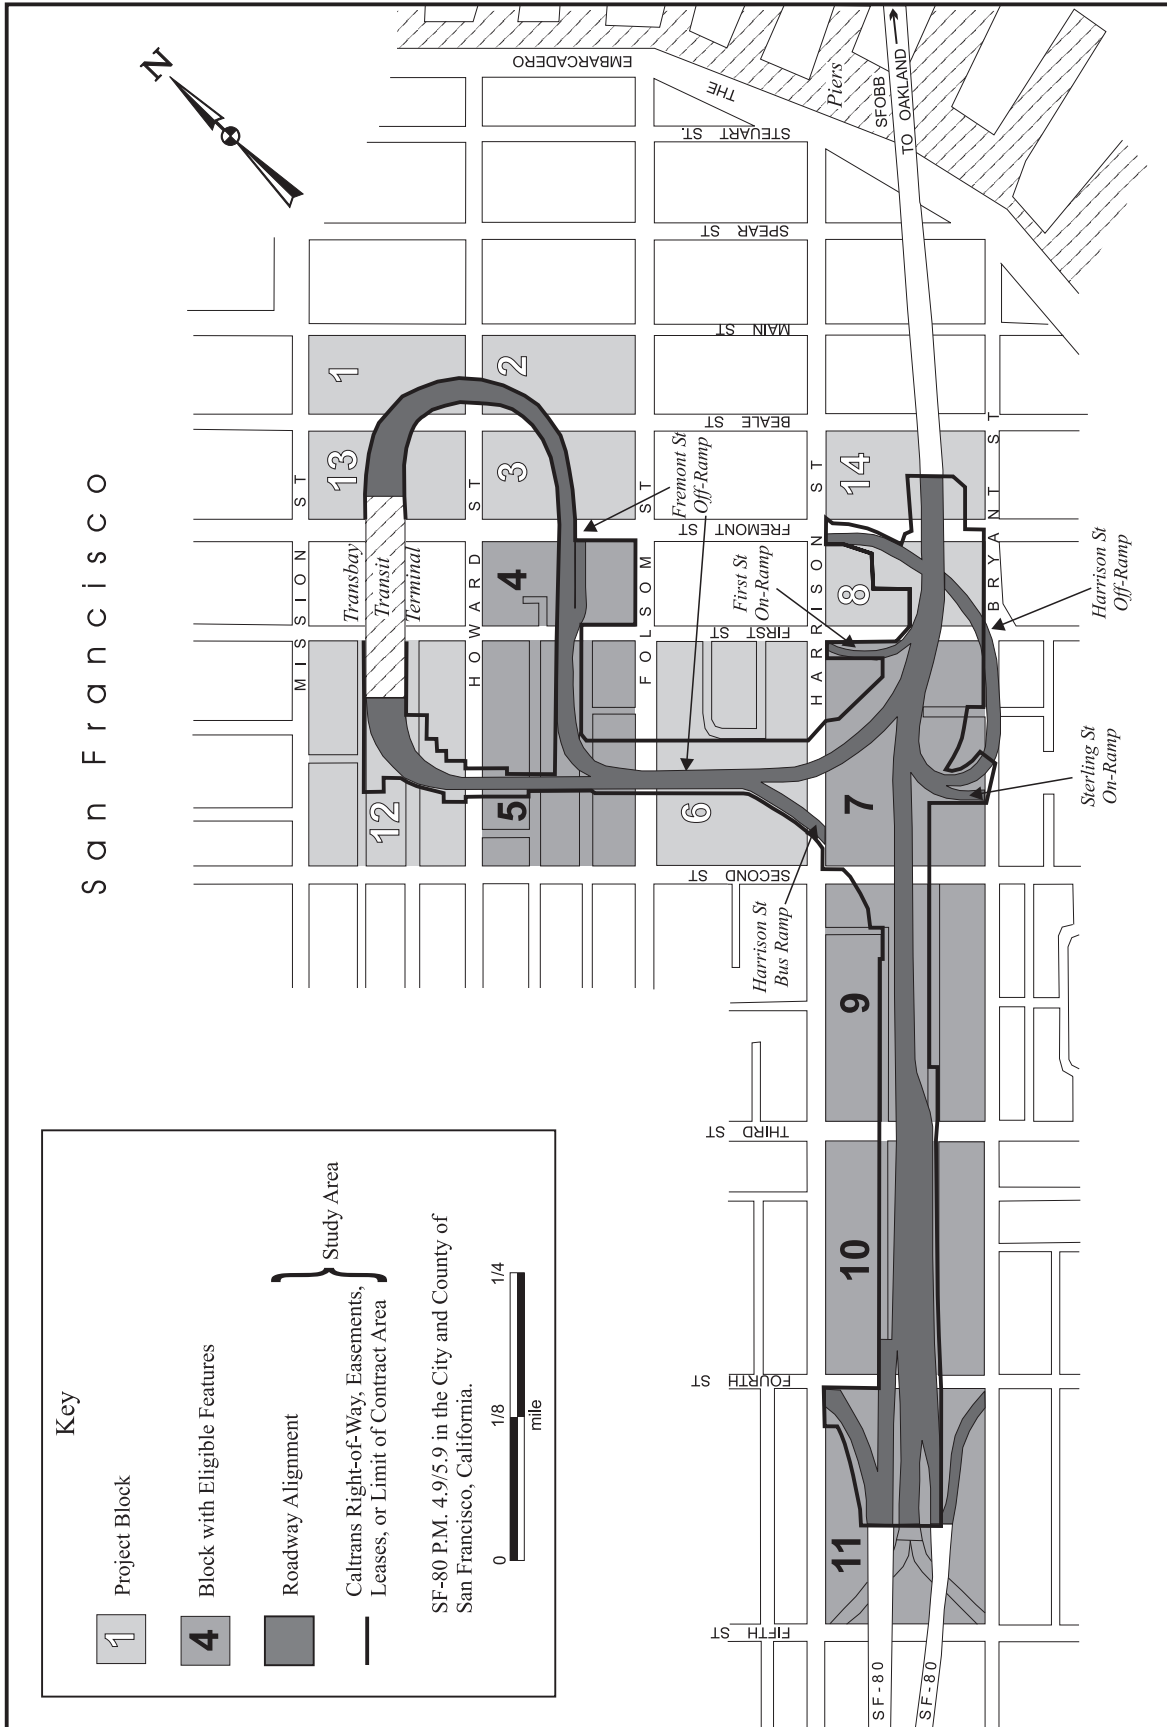 San Francisco
N
MISSION ST
HOWARD ST
FOLSOM ST
HARRISON ST
BRYANT ST
THE EMBARCADERO
STEUART ST.
SPEAR ST
MAIN ST
BEALE ST
FREMONT ST
FIRST ST
SECOND ST
THIRD ST
FOURTH ST
FIFTH ST
Piers
SFOBB
TO OAKLAND
Transbay
Transit
Terminal
Fremont St
Off-Ramp
First St
On-Ramp
Harrison St
Off-Ramp
Sterling St
On-Ramp
Harrison St
Bus Ramp
1
2
13
3
14
4
8
12
5
6
7
9
10
11
SF-80
SF-80
Key
1
Project Block
4
Block with Eligible Features
Roadway Alignment
Caltrans Right-of-Way, Easements,
Leases, or Limit of Contract Area
Study Area
SF-80 P.M. 4.9/5.9 in the City and County of
San Francisco, California.
0
1/8
1/4
mile